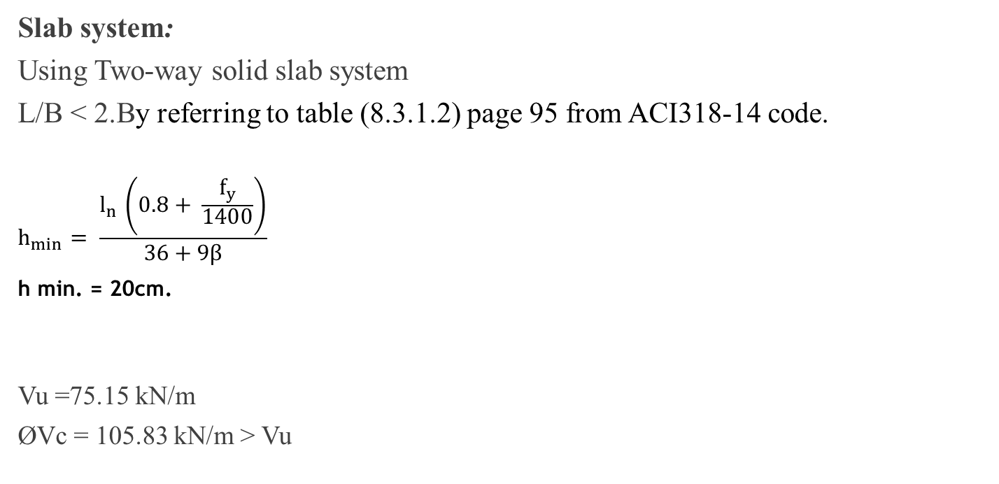 Slab system:
Using Two-way solid slab system
L/B < 2.By referring to table (8.3.1.2) page 95 from ACI318-14 code.
hmin = ln (0.8 + fy/1400) / 36 + 9β
h min. = 20cm.
Vu =75.15 kN/m
ØVc = 105.83 kN/m > Vu